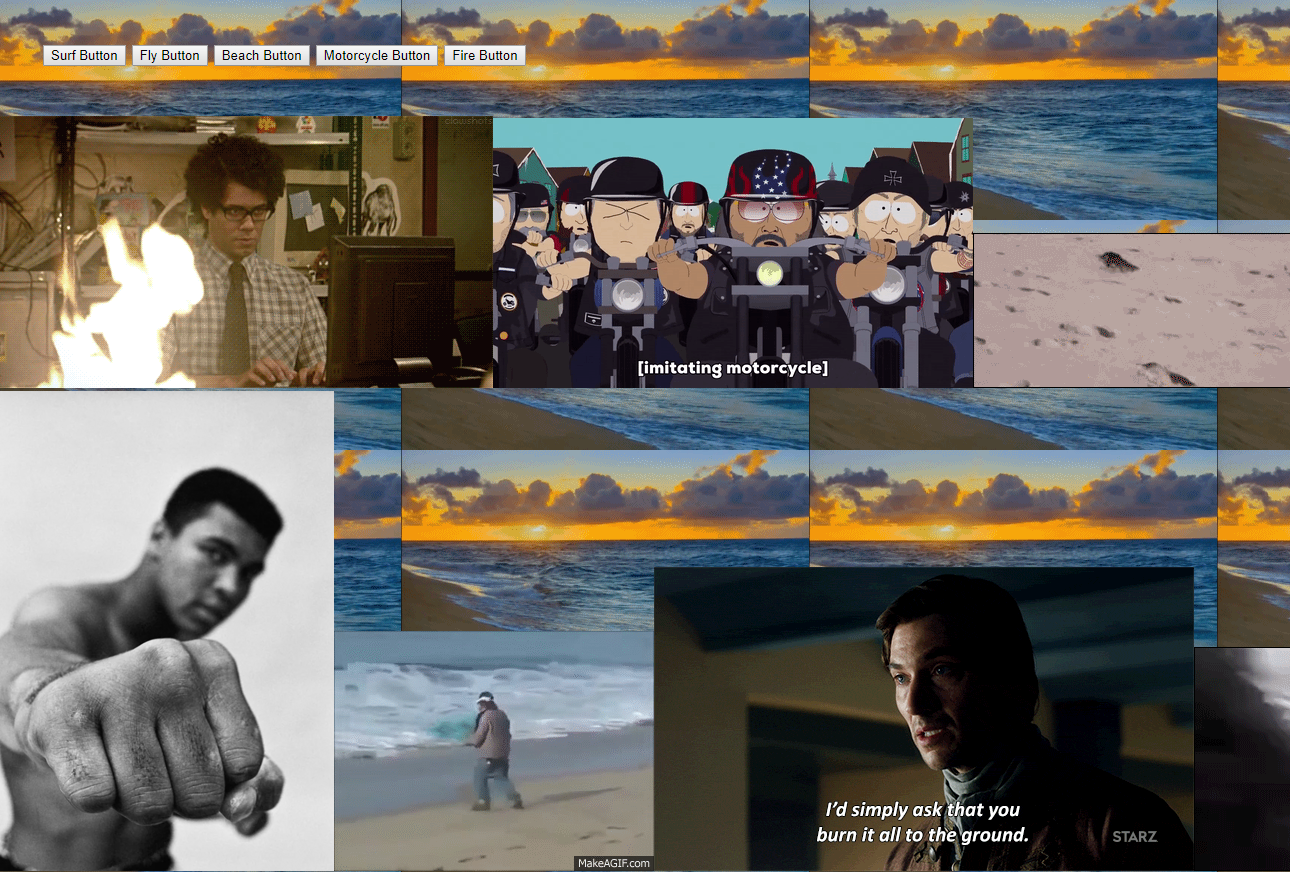 Surf Button
Fly Button
Beach Button
Motorcycle Button
Fire Button
[imitating motorcycle]
I'd simply ask that you
burn it all to the ground.
STARZ
MakeAGIF.com